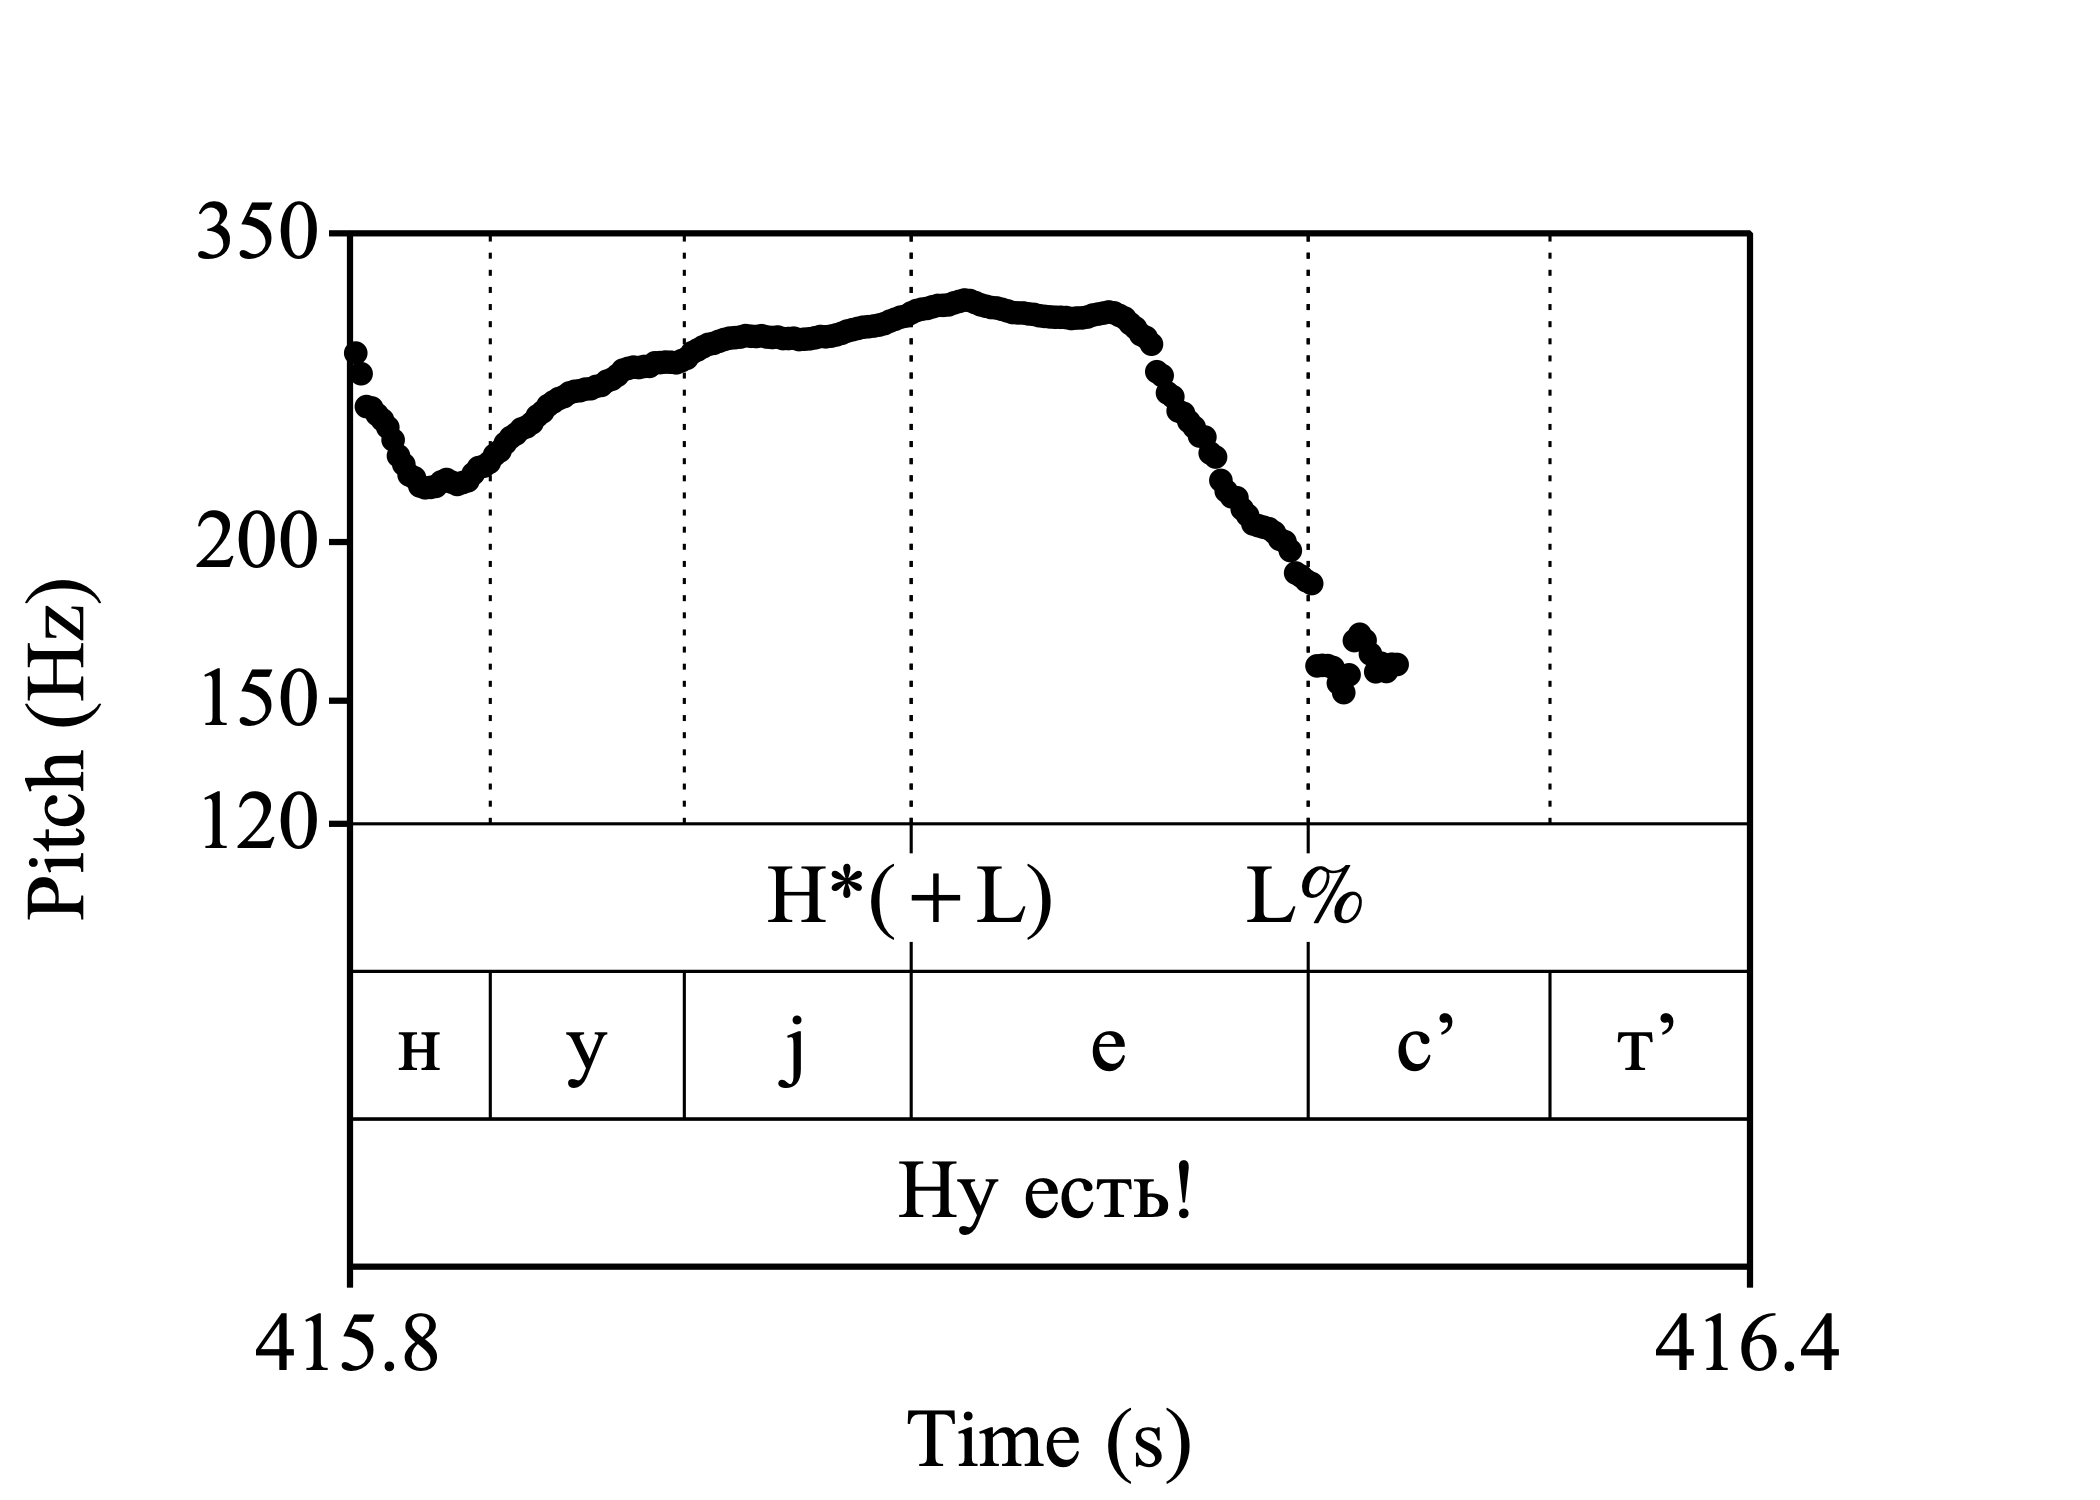 350
200
150
120
Pitch (Hz)
H*(+L) L%
н у j е с’ т’
Ну есть!
415.8 416.4
Time (s)